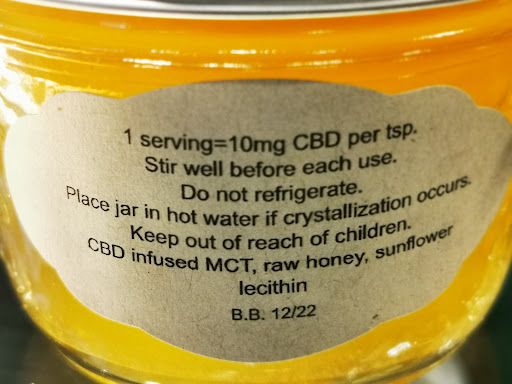 1 serving=10mg CBD per tsp.
Stir well before each use.
Do not refrigerate.
Place jar in hot water if crystallization occurs.
Keep out of reach of children.
CBD infused MCT, raw honey, sunflower
lecithin
B.B. 12/22